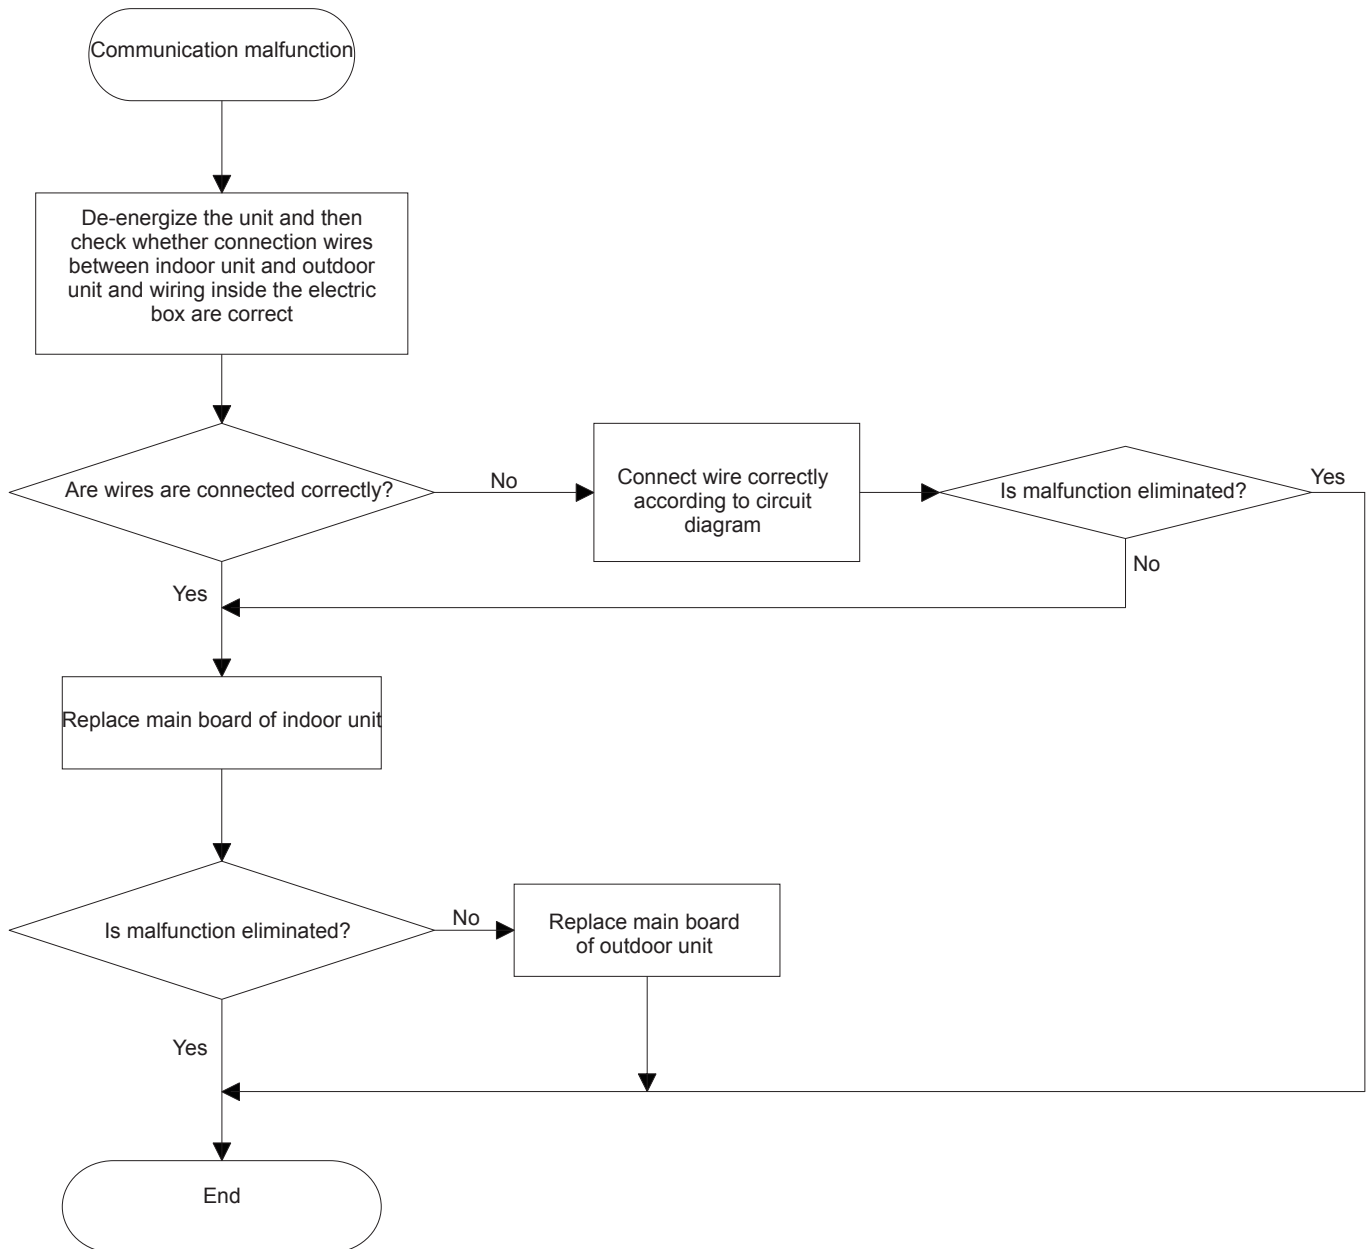 Communication malfunction
De-energize the unit and then
check whether connection wires
between indoor unit and outdoor
unit and wiring inside the electric
box are correct
Are wires are connected correctly?
No
Connect wire correctly
according to circuit
diagram
Is malfunction eliminated?
Yes
No
Yes
Replace main board of indoor unit
Is malfunction eliminated?
No
Replace main board
of outdoor unit
Yes
End